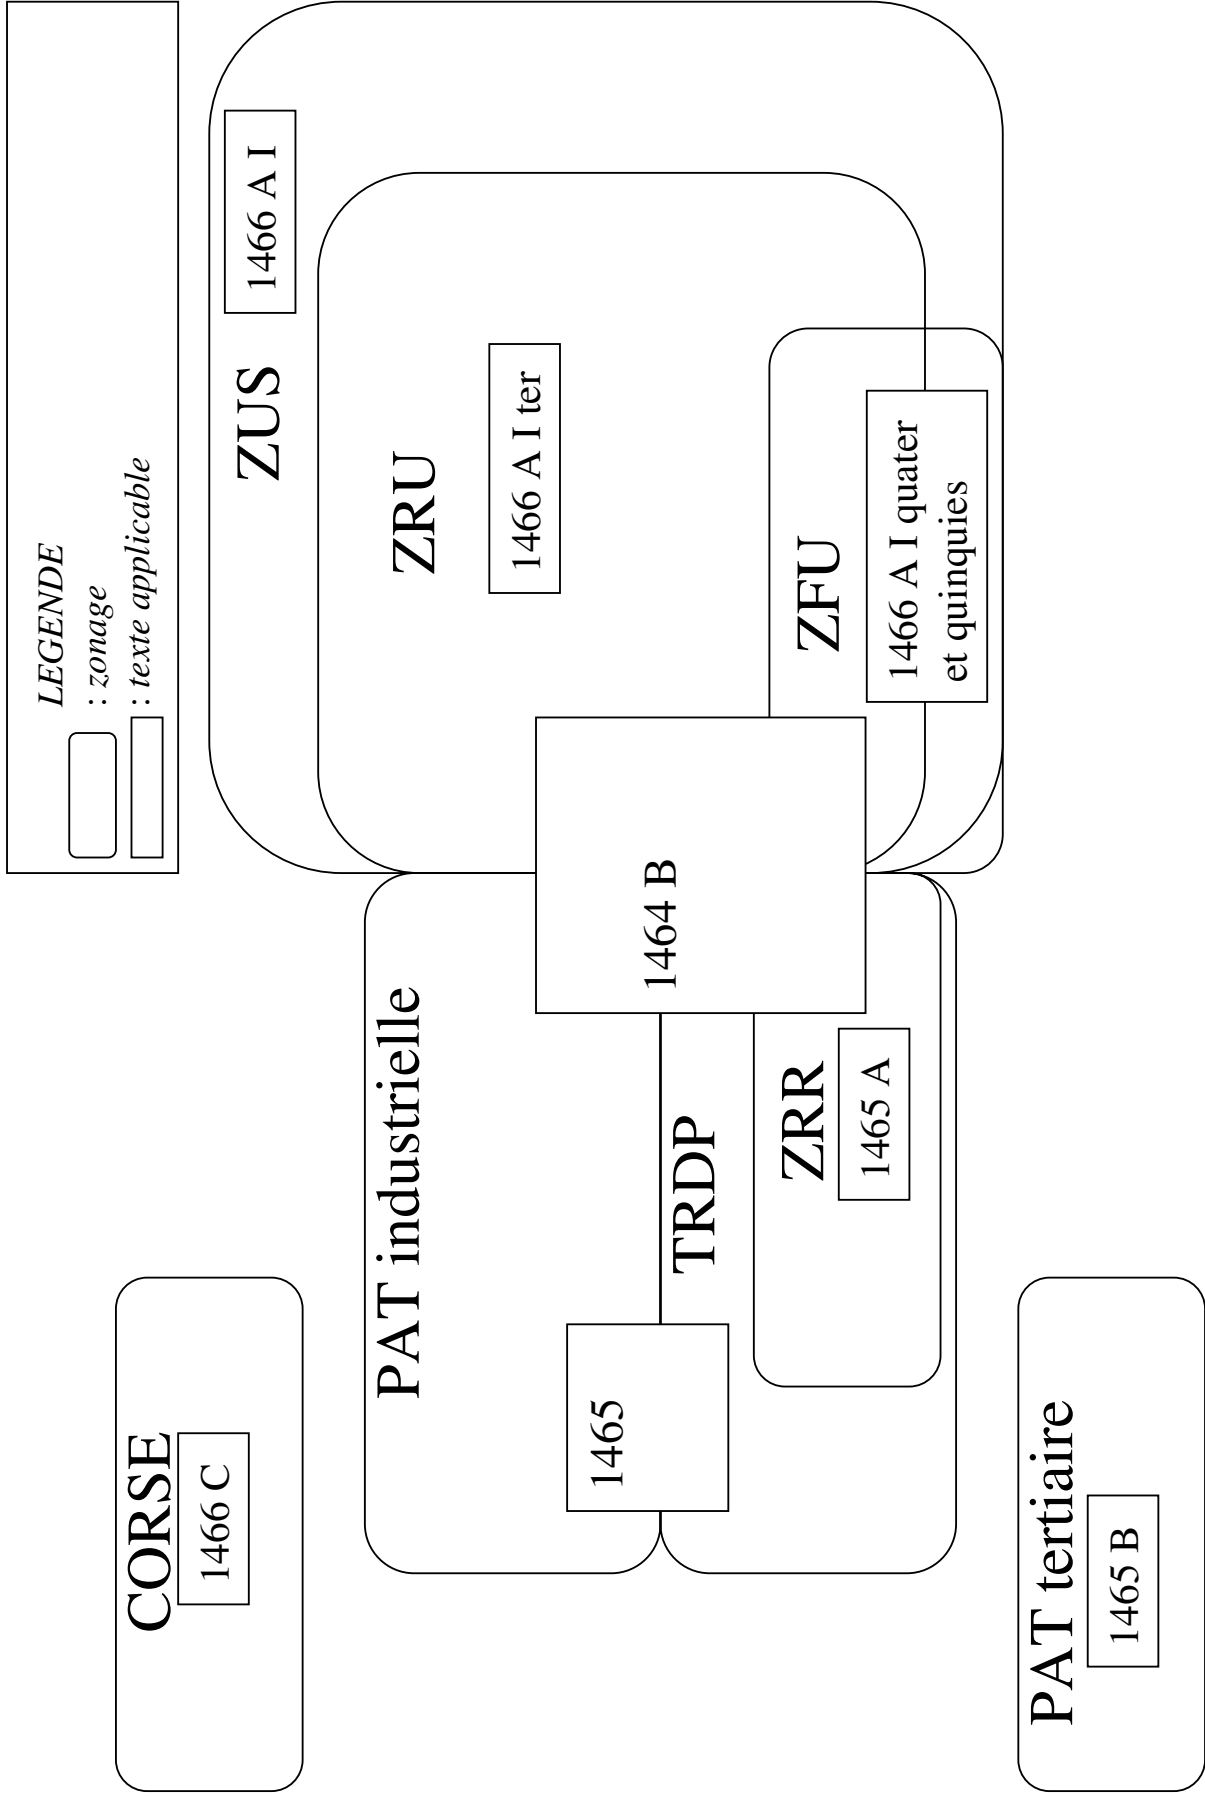 LEGENDE
: zonage
: texte applicable
CORSE
1466 C
ZUS
1466 A I
PAT industrielle
ZRU
1466 A I ter
1465
1464 B
TRDP
ZRR
1465 A
ZFU
1466 A I quater
et quinquies
PAT tertiaire
1465 B